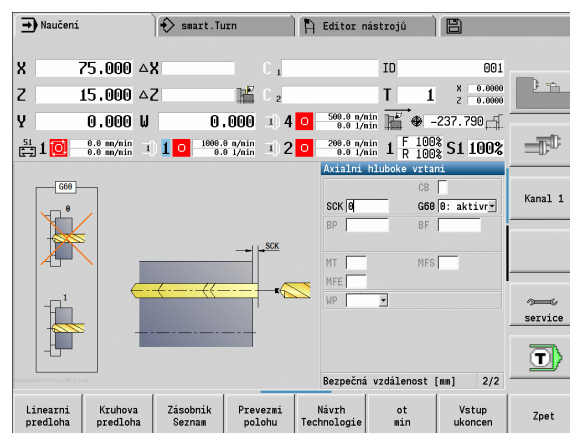 Naučení
smart.Turn
Editor nástrojů
X 75.000 △X C 1 ID 001
Z 15.000 △Z C 2 T 1 X 0.0000
Z 0.0000
Y 0.000 W 0.000 4 500.0 m/min
0.0 1/min -237.790
S1 1 0.0 mm/min
0.0 mm/min 1 1000.0 m/min
0.0 1/min 2 200.0 m/min
0.0 1/min 1 F 100%
R 100% S1 100%
Axialni hluboke vrtani
CB
SCK 0 G60 0: aktivr
BP BF
MT MFS
MFE
WP
G60
0
1
SCK
Bezpečná vzdálenost [mm] 2/2
Kanal 1
service
T
Linearni
predloha
Kruhova
predloha
Zásobník
Seznam
Prevezmi
polohu
Návrh
Technologie
ot
min
Vstup
ukoncen
Zpet